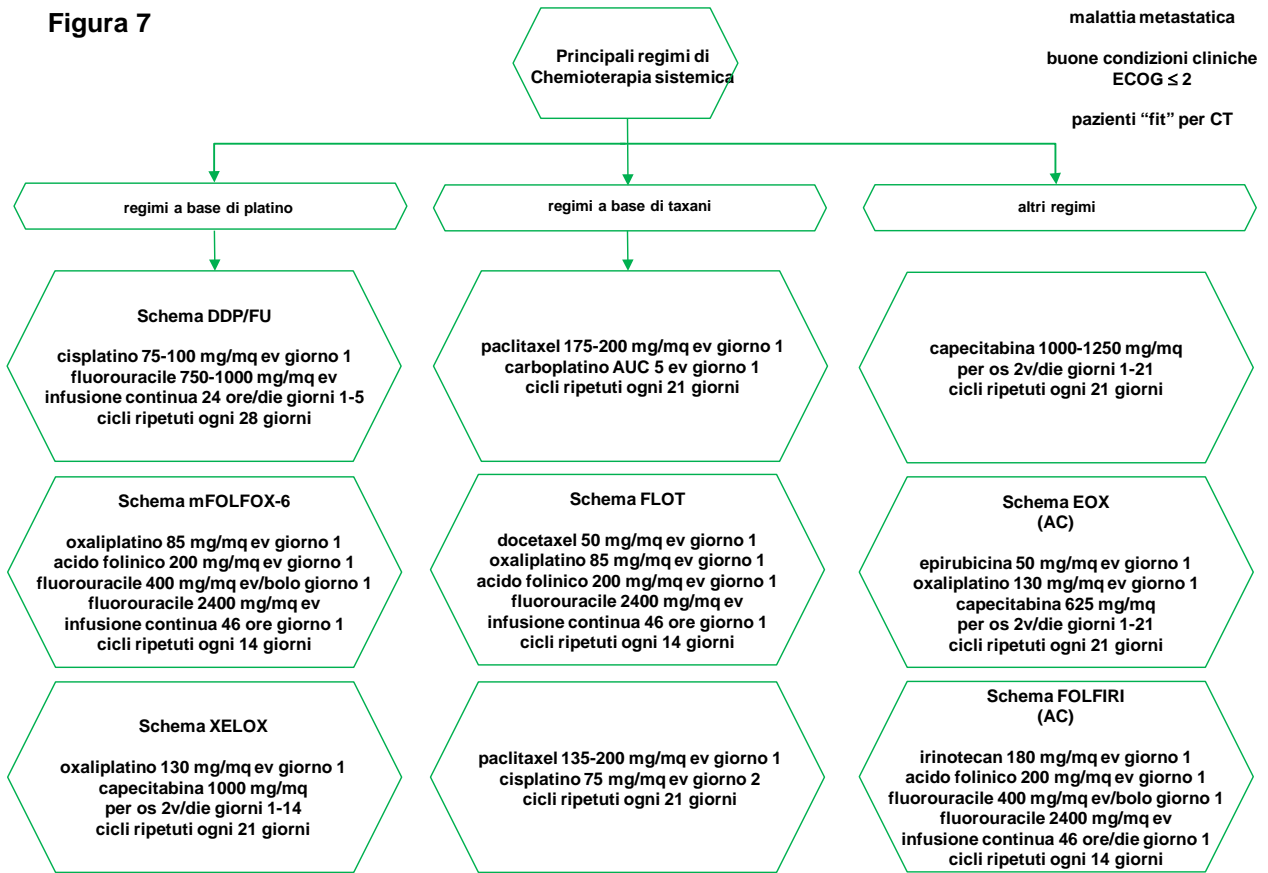 Figura 7
malattia metastatica
buone condizioni cliniche
ECOG ≤ 2
pazienti “fit” per CT
Principali regimi di
Chemioterapia sistemica
regimi a base di platino
regimi a base di taxani
altri regimi
Schema DDP/FU
cisplatino 75-100 mg/mq ev giorno 1
fluorouracile 750-1000 mg/mq ev
infusione continua 24 ore/die giorni 1-5
cicli ripetuti ogni 28 giorni
paclitaxel 175-200 mg/mq ev giorno 1
carboplatino AUC 5 ev giorno 1
cicli ripetuti ogni 21 giorni
capecitabina 1000-1250 mg/mq
per os 2v/die giorni 1-21
cicli ripetuti ogni 21 giorni
Schema mFOLFOX-6
oxaliplatino 85 mg/mq ev giorno 1
acido folinico 200 mg/mq ev giorno 1
fluorouracile 400 mg/mq ev/bolo giorno 1
fluorouracile 2400 mg/mq ev
infusione continua 46 ore giorno 1
cicli ripetuti ogni 14 giorni
Schema FLOT
docetaxel 50 mg/mq ev giorno 1
oxaliplatino 85 mg/mq ev giorno 1
acido folinico 200 mg/mq ev giorno 1
fluorouracile 2400 mg/mq ev
infusione continua 46 ore giorno 1
cicli ripetuti ogni 14 giorni
Schema EOX
(AC)
epirubicina 50 mg/mq ev giorno 1
oxaliplatino 130 mg/mq ev giorno 1
capecitabina 625 mg/mq
per os 2v/die giorni 1-21
cicli ripetuti ogni 21 giorni
Schema XELOX
oxaliplatino 130 mg/mq ev giorno 1
capecitabina 1000 mg/mq
per os 2v/die giorni 1-14
cicli ripetuti ogni 21 giorni
paclitaxel 135-200 mg/mq ev giorno 1
cisplatino 75 mg/mq ev giorno 2
cicli ripetuti ogni 21 giorni
Schema FOLFIRI
(AC)
irinotecan 180 mg/mq ev giorno 1
acido folinico 200 mg/mq ev giorno 1
fluorouracile 400 mg/mq ev/bolo giorno 1
fluorouracile 2400 mg/mq ev
infusione continua 46 ore/die giorno 1
cicli ripetuti ogni 14 giorni